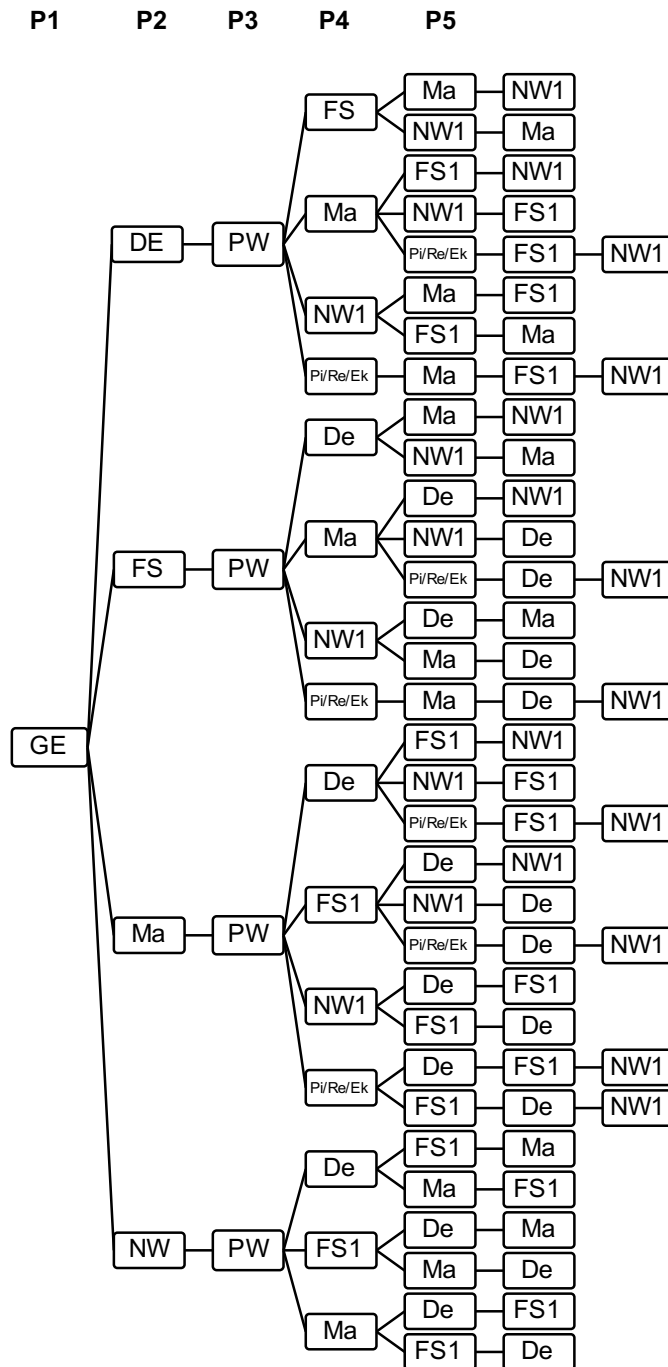 P1 P2 P3 P4 P5
Ma NW1
FS
NW1 Ma
FS1 NW1
Ma NW1 FS1
DE PW
Pi/Re/Ek FS1 NW1
Ma FS1
NW1
FS1 Ma
Pi/Re/Ek Ma FS1 NW1
Ma NW1
De
NW1 Ma
De NW1
Ma NW1 De
FS PW
Pi/Re/Ek De NW1
De Ma
NW1
Ma De
Pi/Re/Ek Ma De NW1
GE
FS1 NW1
De NW1 FS1
Pi/Re/Ek FS1 NW1
De NW1
FS1 NW1 De
Ma PW
Pi/Re/Ek De NW1
De FS1
NW1
FS1 De
De FS1 NW1
Pi/Re/Ek
FS1 De NW1
FS1 Ma
De
Ma FS1
De Ma
NW PW FS1
Ma De
De FS1
Ma
FS1 De